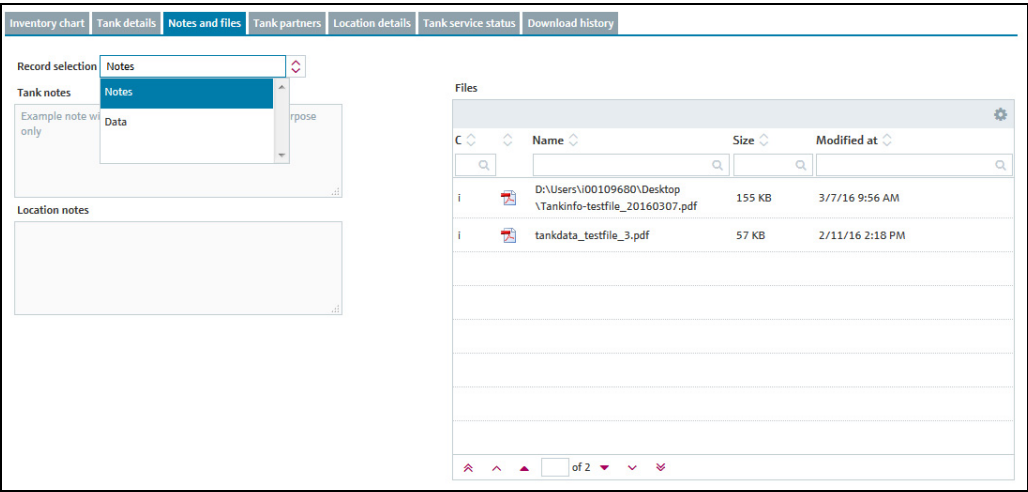 Inventory chart Tank details Notes and files Tank partners Location details Tank service status Download history
Record selection Notes
Notes
Data
Tank notes
Example note wi rpose
only
Location notes
Files
C Name Size Modified at
i D:\Users\i00109680\Desktop
\Tankinfo-testfile_20160307.pdf 155 KB 3/7/16 9:56 AM
i tankdata_testfile_3.pdf 57 KB 2/11/16 2:18 PM
of 2